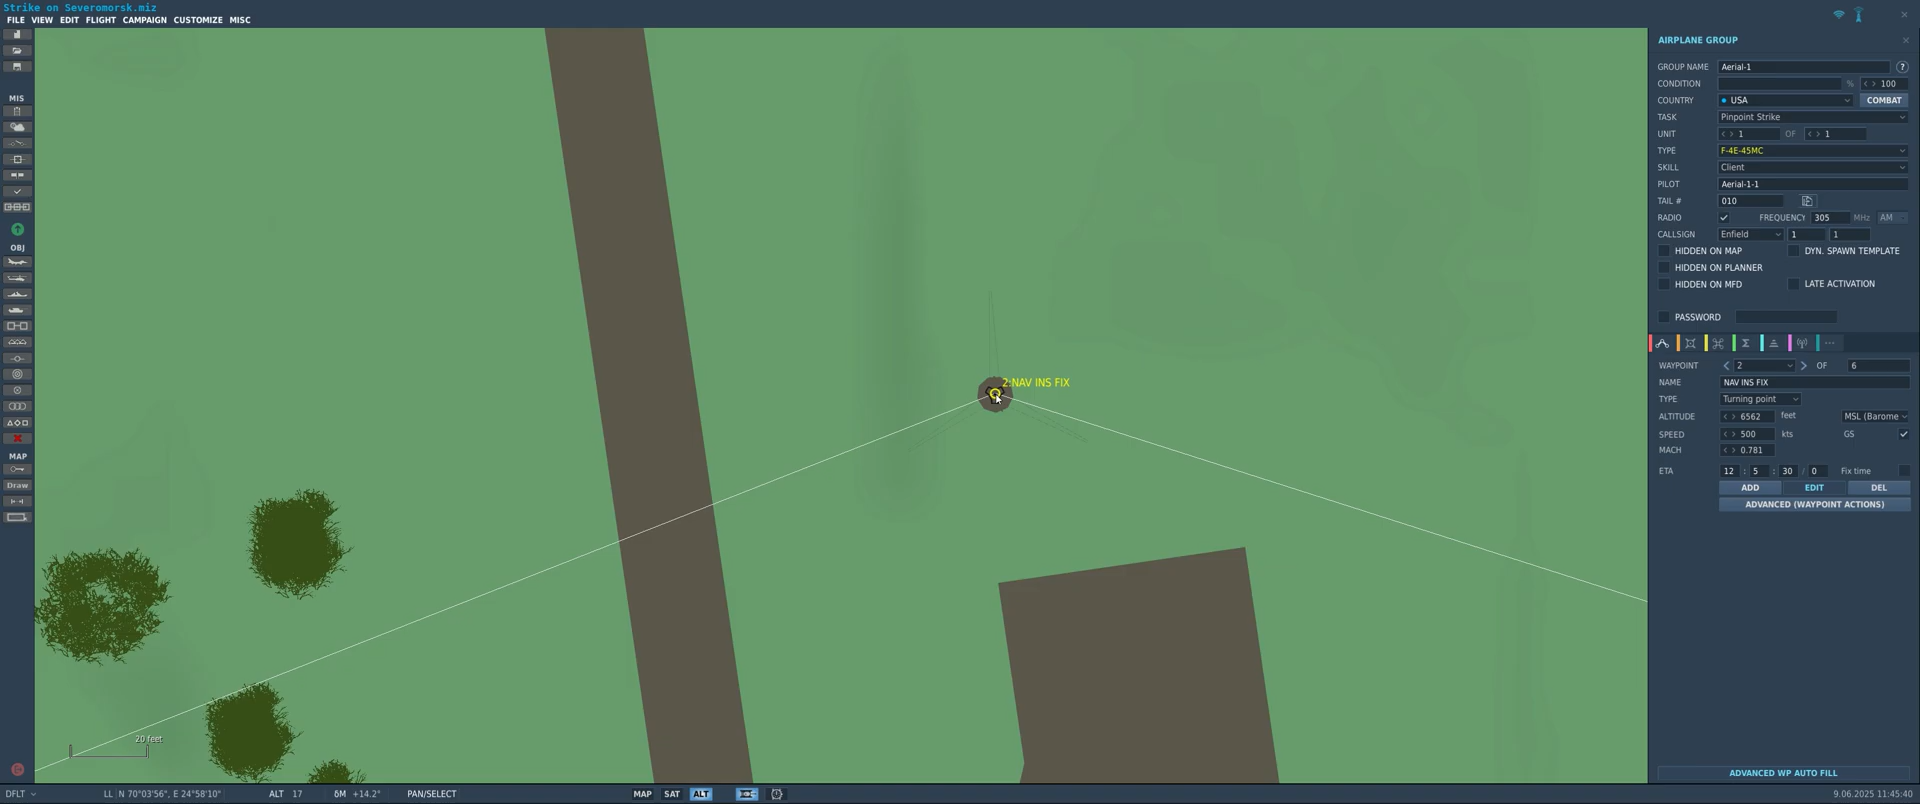 Strike on Severomorsk.miz
FILE VIEW EDIT FLIGHT CAMPAIGN CUSTOMIZE MISC
MIS
OBJ
MAP
Draw
2:NAV INS FIX
20 feet
AIRPLANE GROUP
GROUP NAME Aerial-1 ?
CONDITION % < > 100
COUNTRY USA COMBAT
TASK Pinpoint Strike
UNIT < > 1 OF < > 1
TYPE F-4E-45MC
SKILL Client
PILOT Aerial-1-1
TAIL # 010
RADIO FREQUENCY 305 MHz AM
CALLSIGN Enfield 1 1
HIDDEN ON MAP DYN. SPAWN TEMPLATE
HIDDEN ON PLANNER
HIDDEN ON MFD LATE ACTIVATION
PASSWORD
WAYPOINT < 2 > OF 6
NAME NAV INS FIX
TYPE Turning point
ALTITUDE < > 6562 feet MSL (Barome
SPEED < > 500 kts GS
MACH < > 0.781
ETA 12 : 5 : 30 / 0 Fix time
ADD EDIT DEL
ADVANCED (WAYPOINT ACTIONS)
ADVANCED WP AUTO FILL
DFLT LL N 70°03'56", E 24°58'10" ALT 17 δM +14.2° PAN/SELECT MAP SAT ALT 9.06.2025 11:45:40